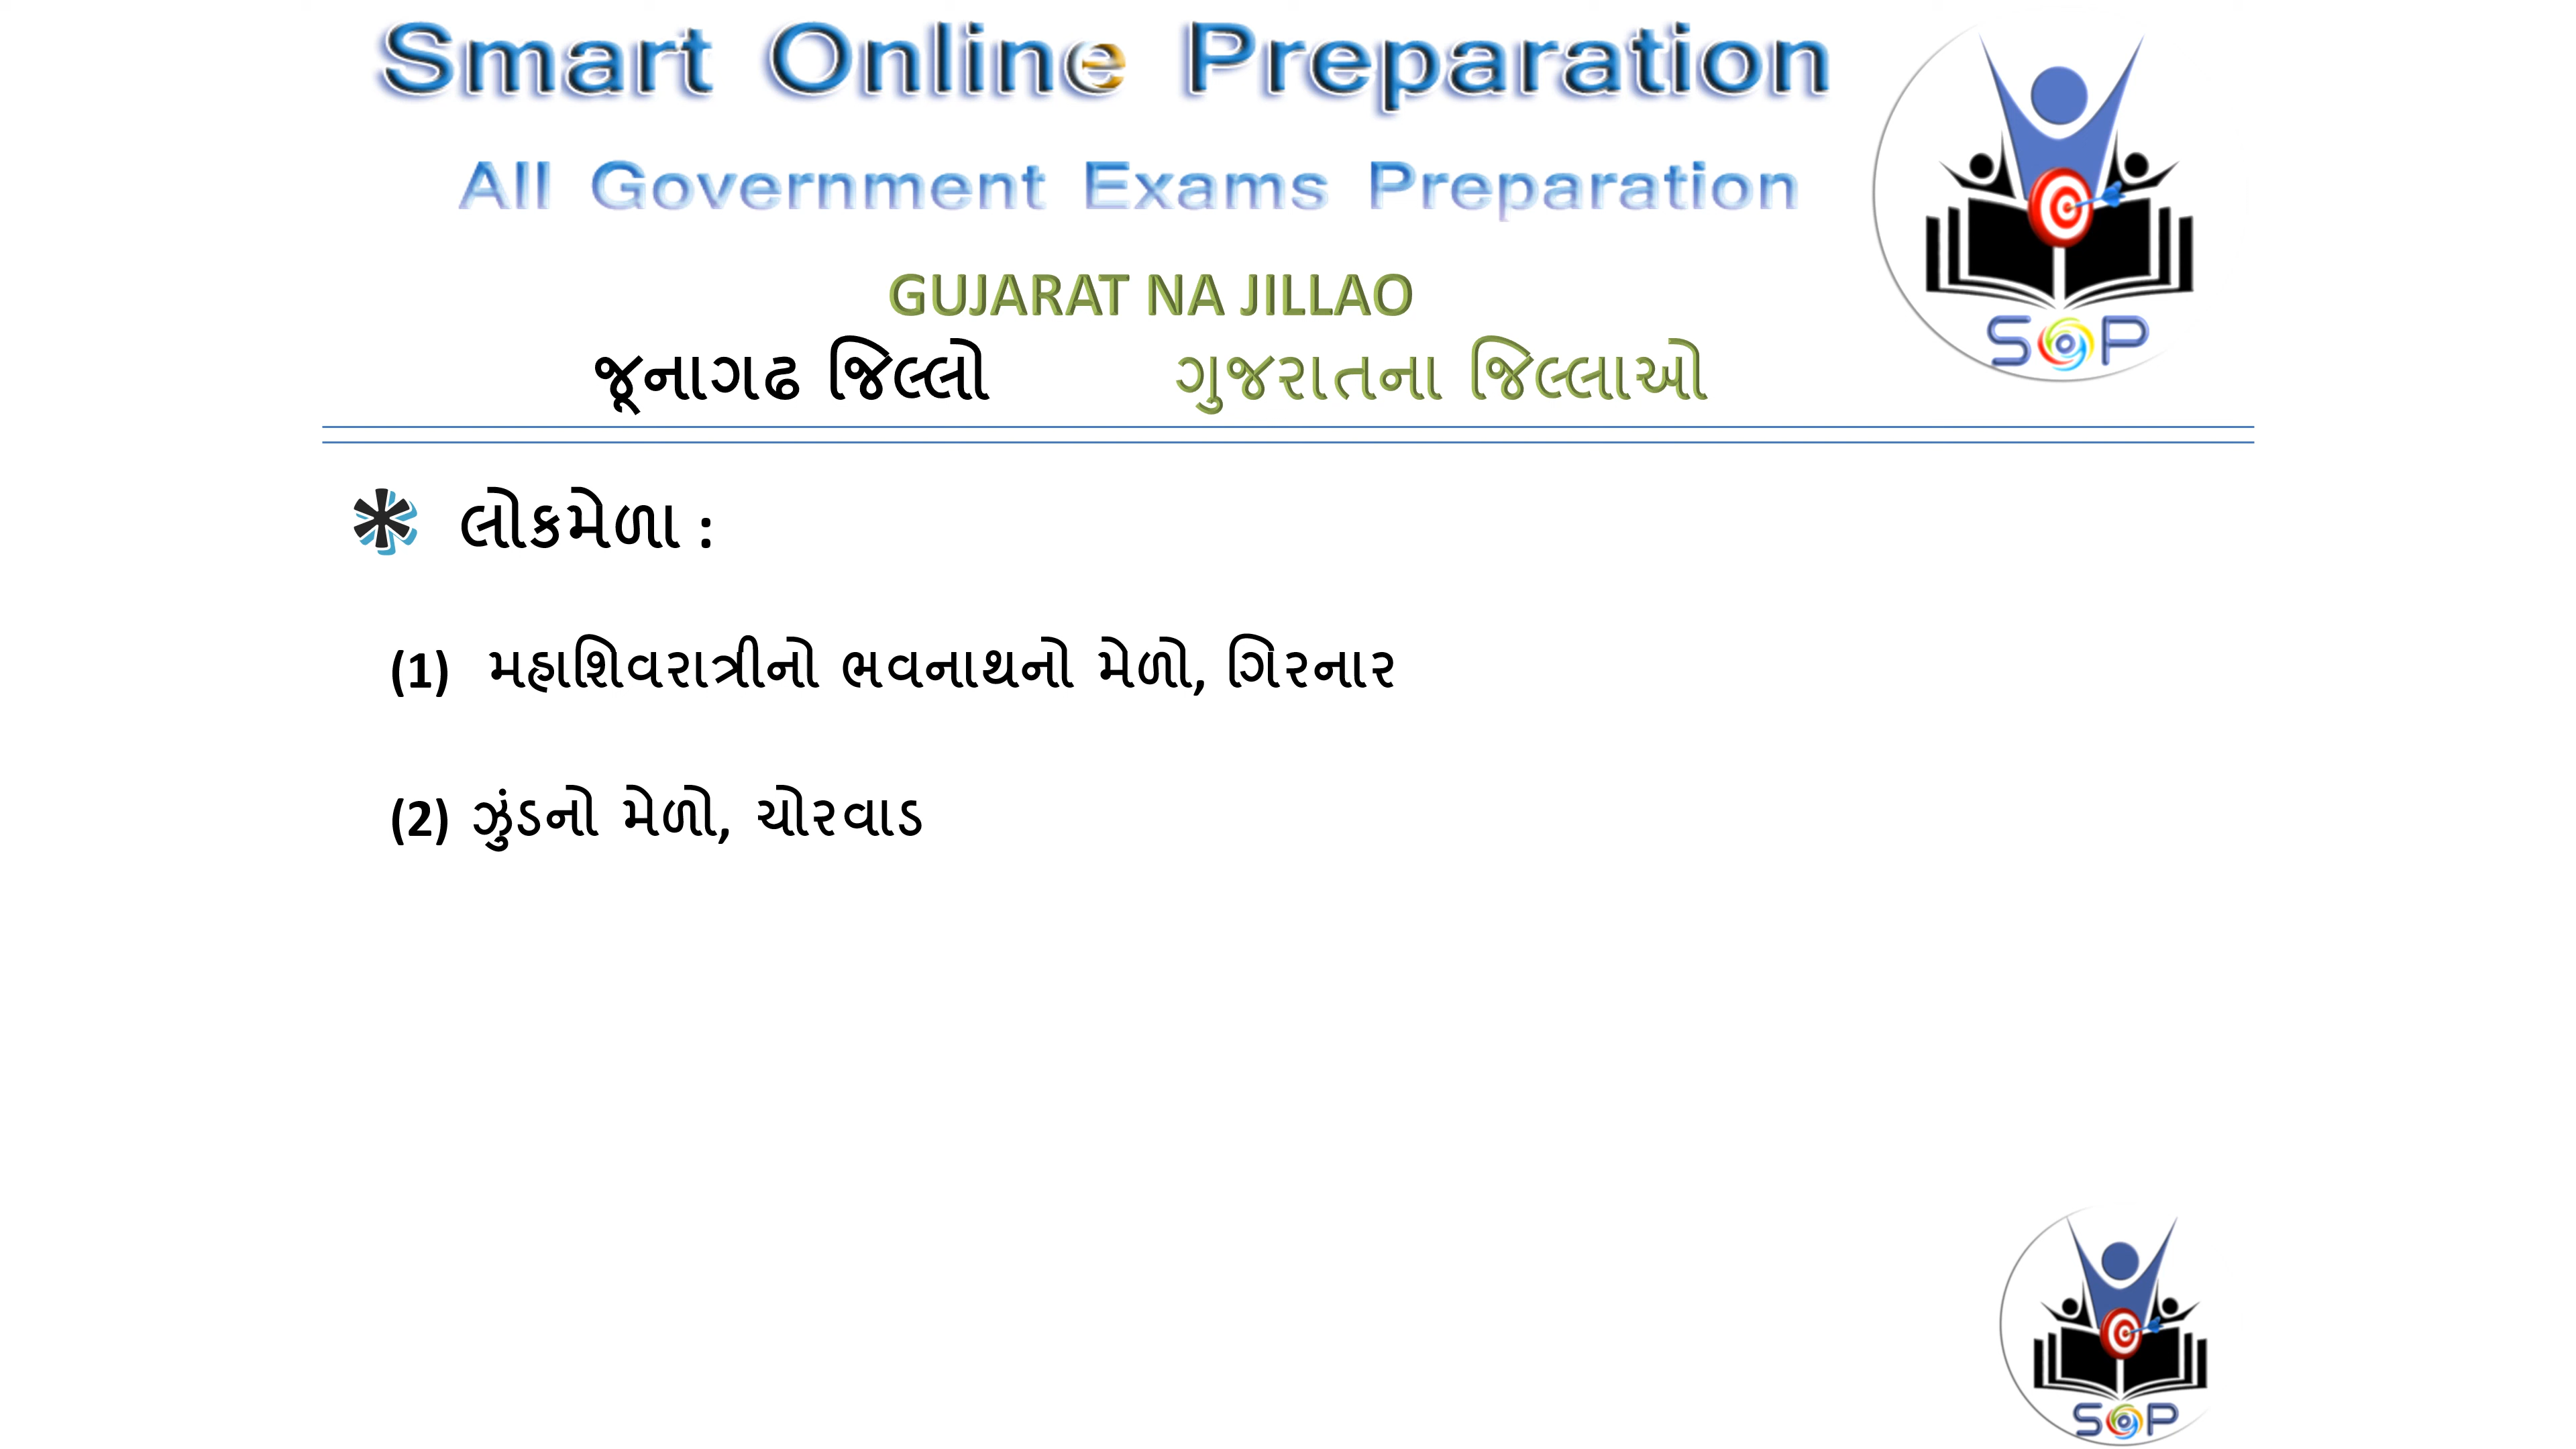 Smart Online Preparation
All Government Exams Preparation
GUJARAT NA JILLAO
જૂનાગઢ જિલ્લો ગુજરાતના જિલ્લાઓ
SOP
લોકમેળા :
(1) મહાશિવરાત્રીનો ભવનાથનો મેળો, ગિરનાર
(2) ઝુંડનો મેળો, ચોરવાડ
SOP